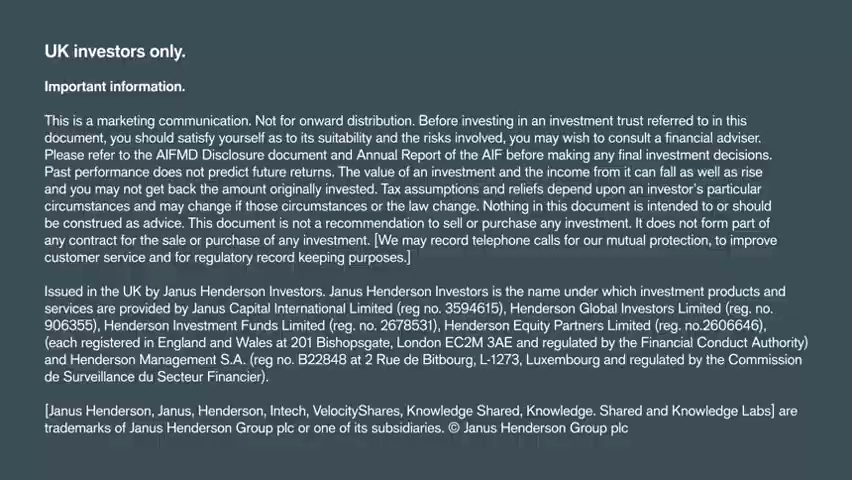 UK investors only.
Important information.
This is a marketing communication. Not for onward distribution. Before investing in an investment trust referred to in this
document, you should satisfy yourself as to its suitability and the risks involved, you may wish to consult a financial adviser.
Please refer to the AIFMD Disclosure document and Annual Report of the AIF before making any final investment decisions.
Past performance does not predict future returns. The value of an investment and the income from it can fall as well as rise
and you may not get back the amount originally invested. Tax assumptions and reliefs depend upon an investor's particular
circumstances and may change if those circumstances or the law change. Nothing in this document is intended to or should
be construed as advice. This document is not a recommendation to sell or purchase any investment. It does not form part of
any contract for the sale or purchase of any investment. [We may record telephone calls for our mutual protection, to improve
customer service and for regulatory record keeping purposes.]
Issued in the UK by Janus Henderson Investors. Janus Henderson Investors is the name under which investment products and
services are provided by Janus Capital International Limited (reg no. 3594615), Henderson Global Investors Limited (reg. no.
906355), Henderson Investment Funds Limited (reg. no. 2678531), Henderson Equity Partners Limited (reg. no.2606646),
(each registered in England and Wales at 201 Bishopsgate, London EC2M 3AE and regulated by the Financial Conduct Authority)
and Henderson Management S.A. (reg no. B22848 at 2 Rue de Bitbourg, L-1273, Luxembourg and regulated by the Commission
de Surveillance du Secteur Financier).
[Janus Henderson, Janus, Henderson, Intech, VelocityShares, Knowledge Shared, Knowledge. Shared and Knowledge Labs] are
trademarks of Janus Henderson Group plc or one of its subsidiaries. © Janus Henderson Group plc